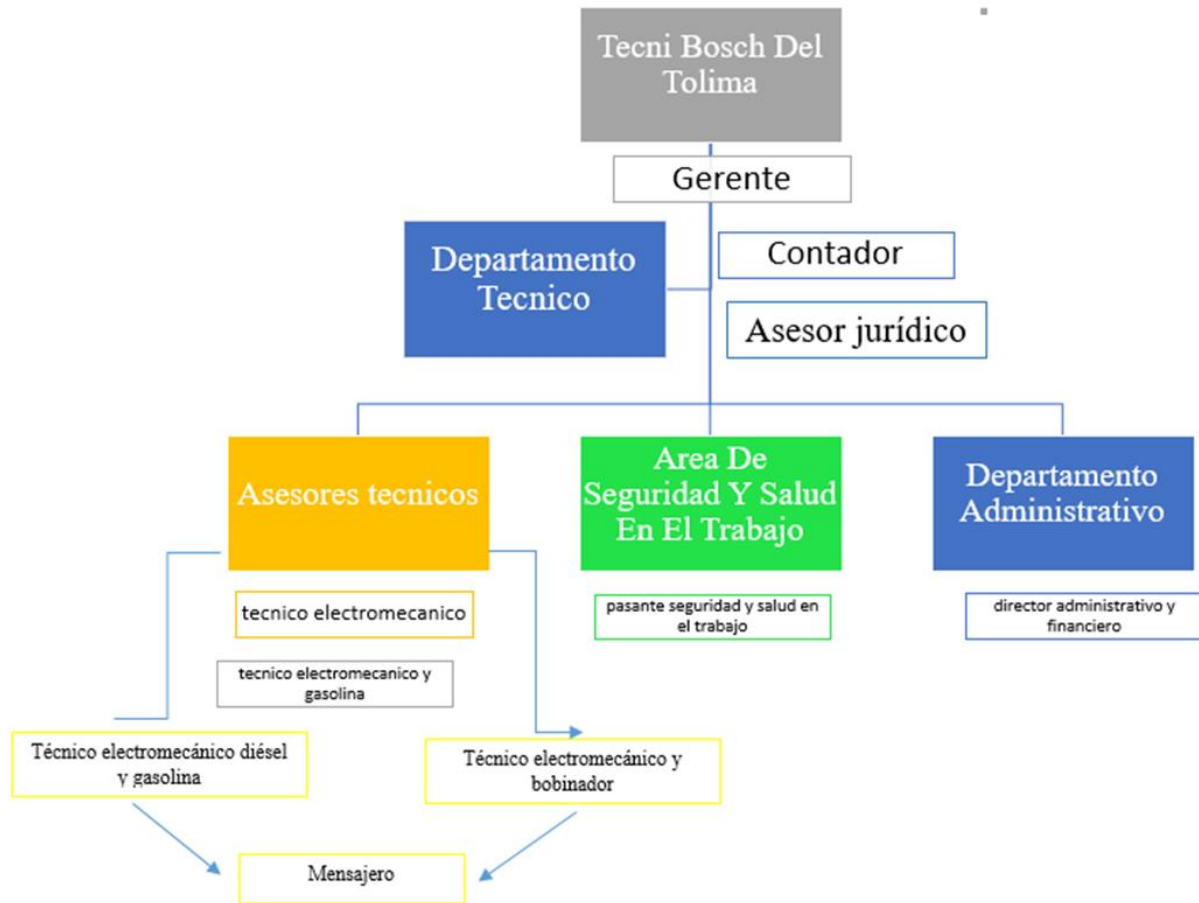 Tecni Bosch Del
Tolima
Gerente
Departamento
Tecnico
Contador
Asesor jurídico
Asesores tecnicos
Area De
Seguridad Y Salud
En El Trabajo
Departamento
Administrativo
tecnico electromecanico
pasante seguridad y salud en
el trabajo
director administrativo y
financiero
tecnico electromecanico y
gasolina
Técnico electromecánico diésel
y gasolina
Técnico electromecánico y
bobinador
Mensajero